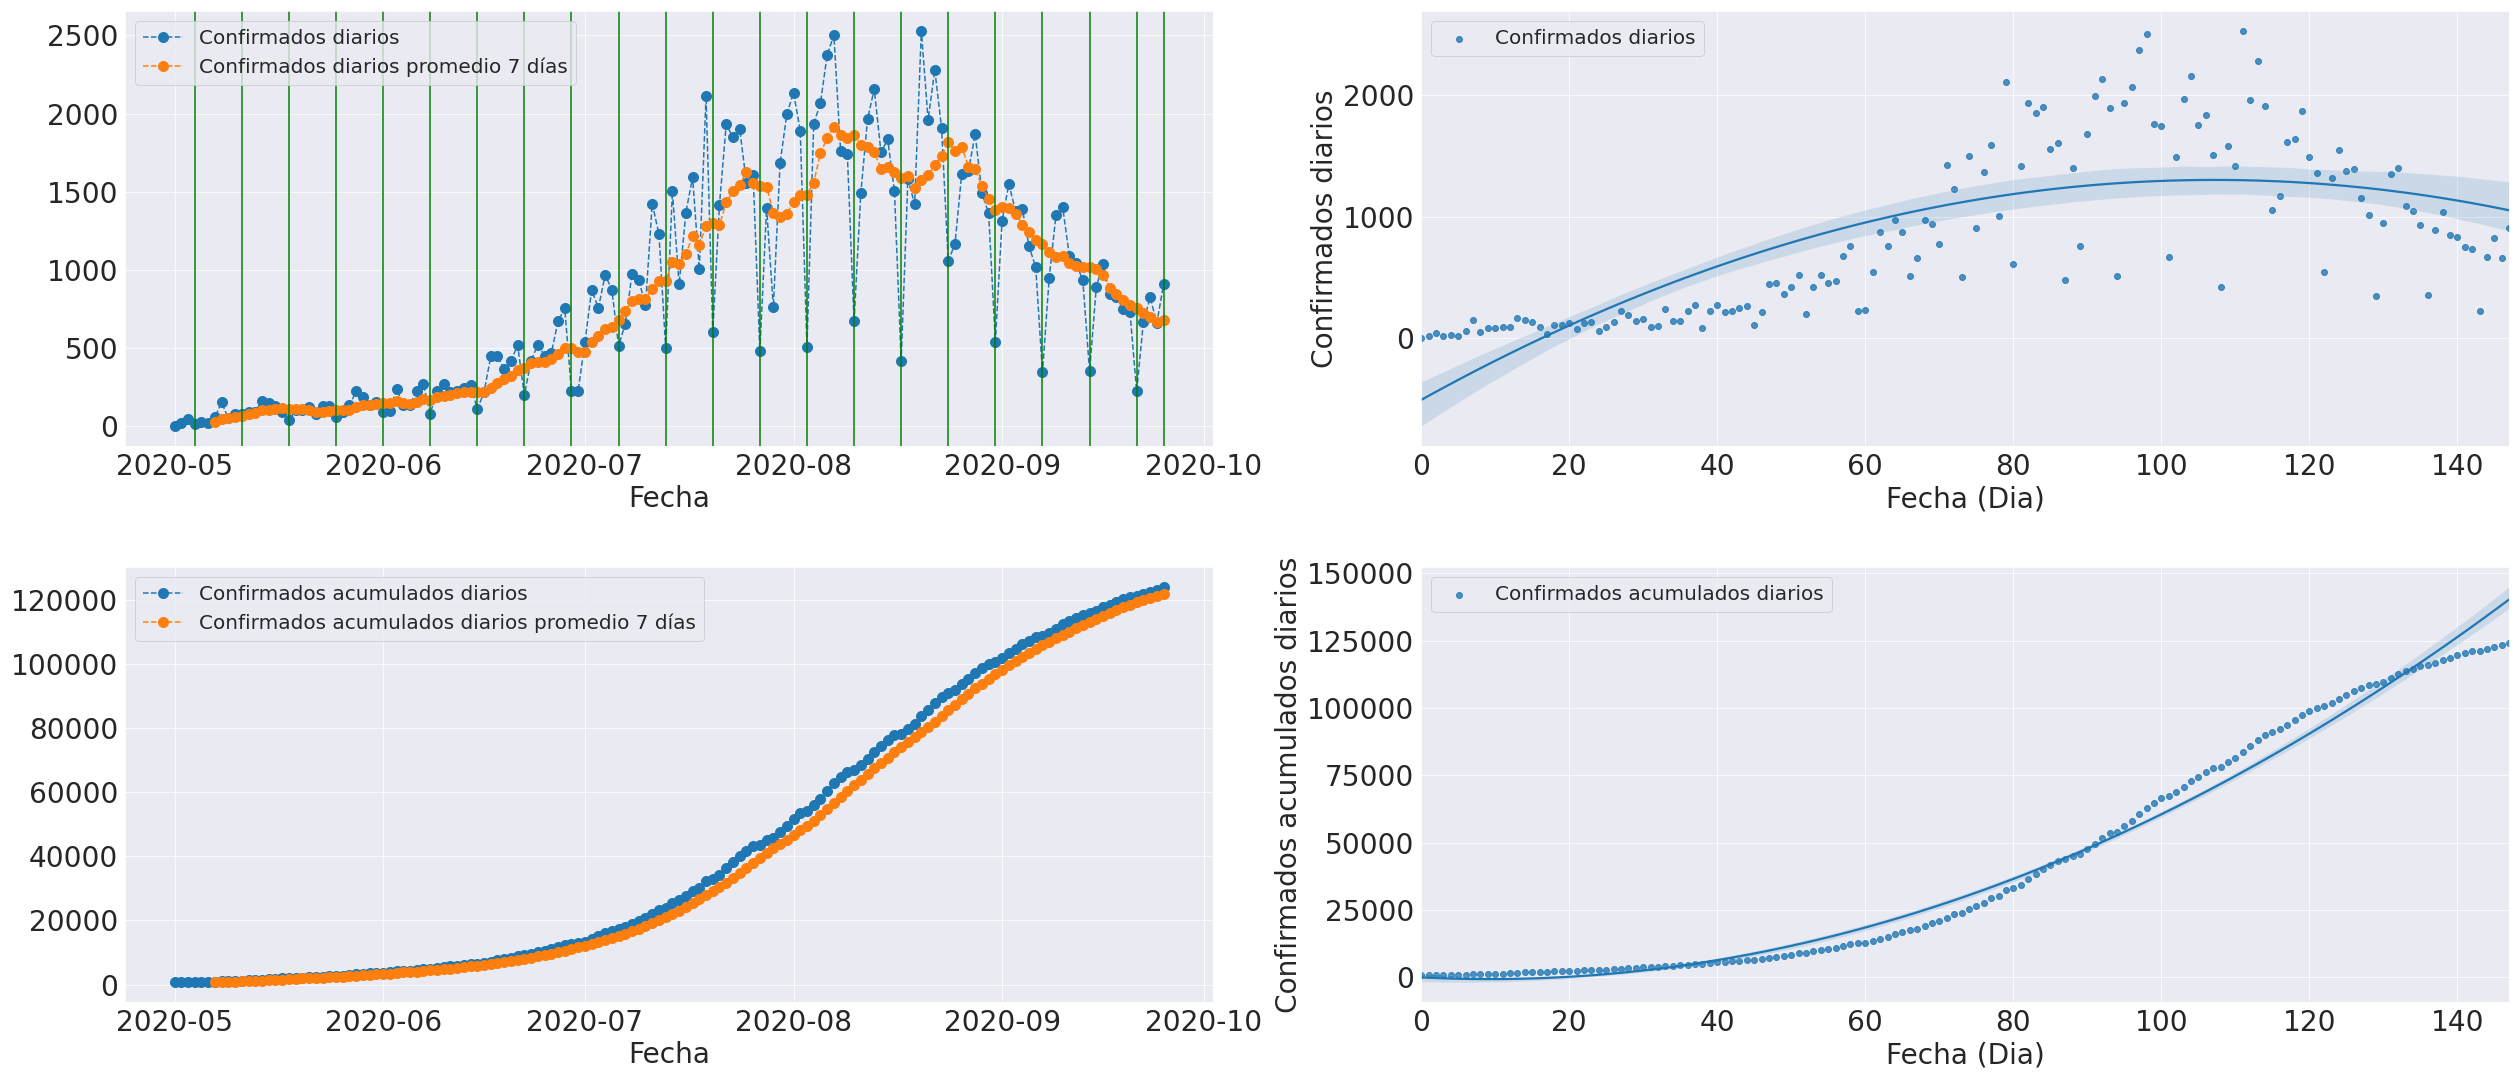 Confirmados diarios
Confirmados diarios promedio 7 días
2500
2000
1500
1000
500
0
2020-05 2020-06 2020-07 2020-08 2020-09 2020-10
Fecha
Confirmados diarios
Confirmados diarios
2000
1000
0
0 20 40 60 80 100 120 140
Fecha (Dia)
Confirmados acumulados diarios
Confirmados acumulados diarios promedio 7 días
120000
100000
80000
60000
40000
20000
0
2020-05 2020-06 2020-07 2020-08 2020-09 2020-10
Fecha
Confirmados acumulados diarios
Confirmados acumulados diarios
150000
125000
100000
75000
50000
25000
0
0 20 40 60 80 100 120 140
Fecha (Dia)